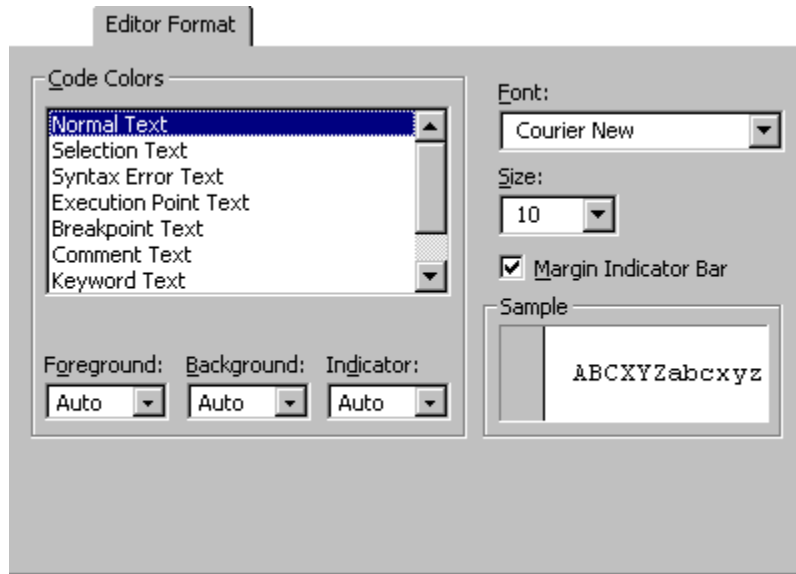 Editor Format
Code Colors
Normal Text
Selection Text
Syntax Error Text
Execution Point Text
Breakpoint Text
Comment Text
Keyword Text
Foreground: Background: Indicator:
Auto Auto Auto
Font:
Courier New
Size:
10
Margin Indicator Bar
Sample
ABCXYZabcxyz